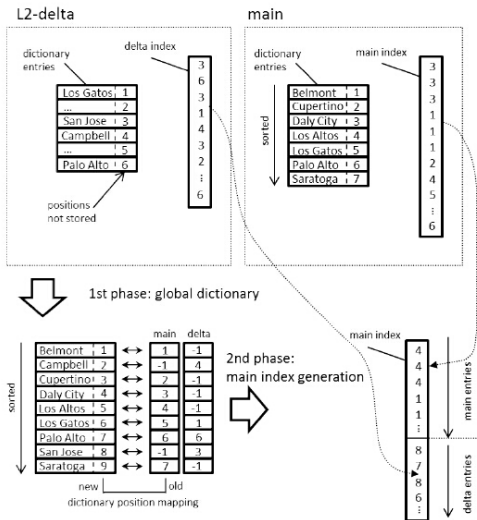 L2-delta
dictionary
entries
delta index
Los Gatos 1
... 2
San Jose 3
Campbell 4
... 5
Palo Alto 6
positions
not stored
3
6
3
1
4
3
2
⋮
6
main
dictionary
entries
main index
sorted
Belmont 1
Cupertino 2
Daly City 3
Los Altos 4
Los Gatos 5
Palo Alto 6
Saratoga 7
3
3
3
1
1
1
2
4
5
⋮
6
1st phase: global dictionary
main delta
sorted
Belmont 1 1 -1
Campbell 2 -1 4
Cupertino 3 2 -1
Daly City 4 3 -1
Los Altos 5 4 -1
Los Gatos 6 5 1
Palo Alto 7 6 6
San Jose 8 -1 3
Saratoga 9 7 -1
new old
dictionary position mapping
2nd phase:
main index generation
main index
4
4
4
1
1
⋮
main entries
8
7
8
6
⋮
delta entries